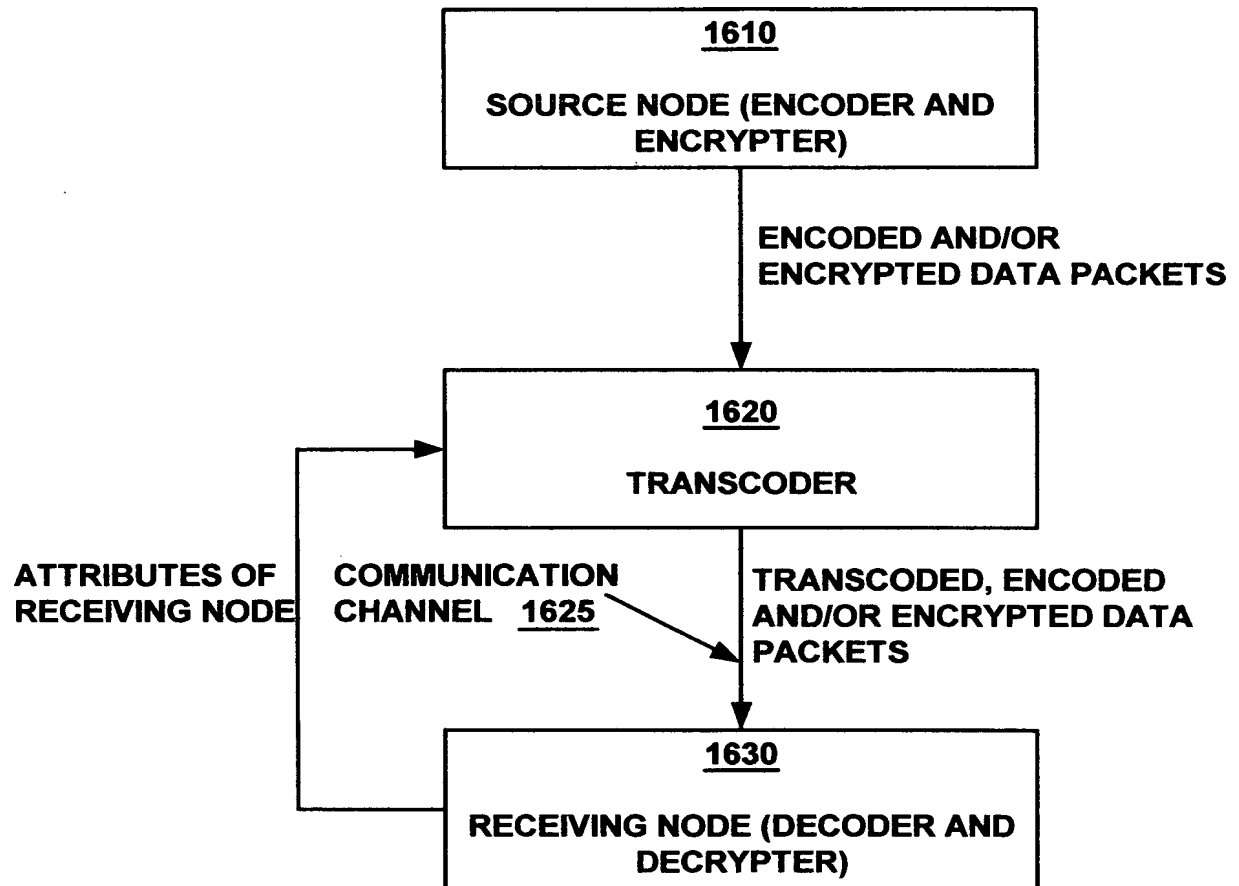 1610
SOURCE NODE (ENCODER AND
ENCRYPTER)
ENCODED AND/OR
ENCRYPTED DATA PACKETS
1620
TRANSCODER
ATTRIBUTES OF
RECEIVING NODE
COMMUNICATION
CHANNEL 1625
TRANSCODED, ENCODED
AND/OR ENCRYPTED DATA
PACKETS
1630
RECEIVING NODE (DECODER AND
DECRYPTER)